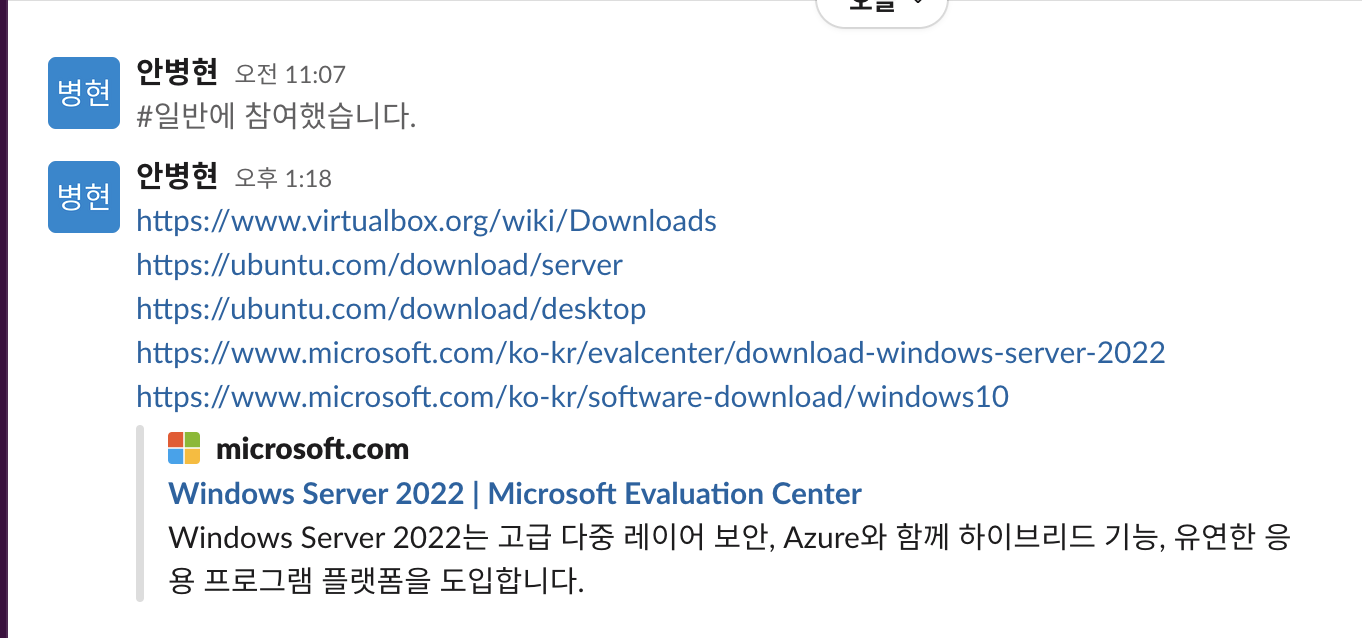 오늘
병현
안병현 오전 11:07
#일반에 참여했습니다.
병현
안병현 오후 1:18
https://www.virtualbox.org/wiki/Downloads
https://ubuntu.com/download/server
https://ubuntu.com/download/desktop
https://www.microsoft.com/ko-kr/evalcenter/download-windows-server-2022
https://www.microsoft.com/ko-kr/software-download/windows10
microsoft.com
Windows Server 2022 | Microsoft Evaluation Center
Windows Server 2022는 고급 다중 레이어 보안, Azure와 함께 하이브리드 기능, 유연한 응
용 프로그램 플랫폼을 도입합니다.